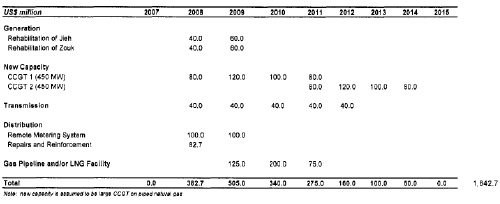 US$ million 2007 2008 2009 2010 2011 2012 2013 2014 2015
Generation
Rehabilitation of Jieh 40.0 60.0
Rehabilitation of Zouk 40.0 60.0
New Capacity
CCGT 1 (450 MW) 80.0 120.0 100.0 60.0
CCGT 2 (450 MW) 60.0 120.0 100.0 60.0
Transmission 40.0 40.0 40.0 40.0 40.0
Distribution
Remote Metering System 100.0 100.0
Repairs and Reinforcement 82.7
Gas Pipeline and/or LNG Facility 125.0 200.0 75.0
Total 0.0 382.7 505.0 340.0 275.0 160.0 100.0 60.0 0.0 1,842.7
Note: new capacity is assumed to be large CCGT on piped natural gas